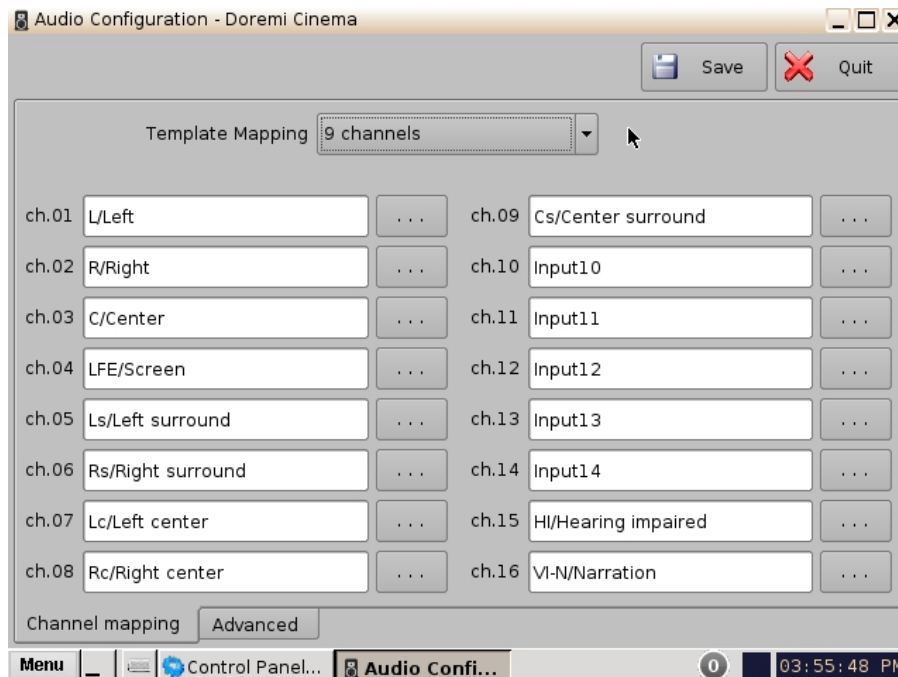 Audio Configuration - Doremi Cinema
Save
Quit
Template Mapping 9 channels
ch.01 L/Left ...
ch.02 R/Right ...
ch.03 C/Center ...
ch.04 LFE/Screen ...
ch.05 Ls/Left surround ...
ch.06 Rs/Right surround ...
ch.07 Lc/Left center ...
ch.08 Rc/Right center ...
ch.09 Cs/Center surround ...
ch.10 Input10 ...
ch.11 Input11 ...
ch.12 Input12 ...
ch.13 Input13 ...
ch.14 Input14 ...
ch.15 HI/Hearing impaired ...
ch.16 VI-N/Narration ...
Channel mapping
Advanced
Menu
Control Panel...
Audio Confi...
0
03:55:48 PM